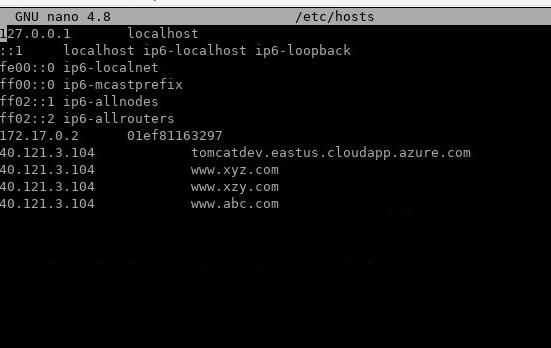 GNU nano 4.8 /etc/hosts
127.0.0.1 localhost
::1 localhost ip6-localhost ip6-loopback
fe00::0 ip6-localnet
ff00::0 ip6-mcastprefix
ff02::1 ip6-allnodes
ff02::2 ip6-allrouters
172.17.0.2 01ef81163297
40.121.3.104 tomcatdev.eastus.cloudapp.azure.com
40.121.3.104 www.xyz.com
40.121.3.104 www.xzy.com
40.121.3.104 www.abc.com